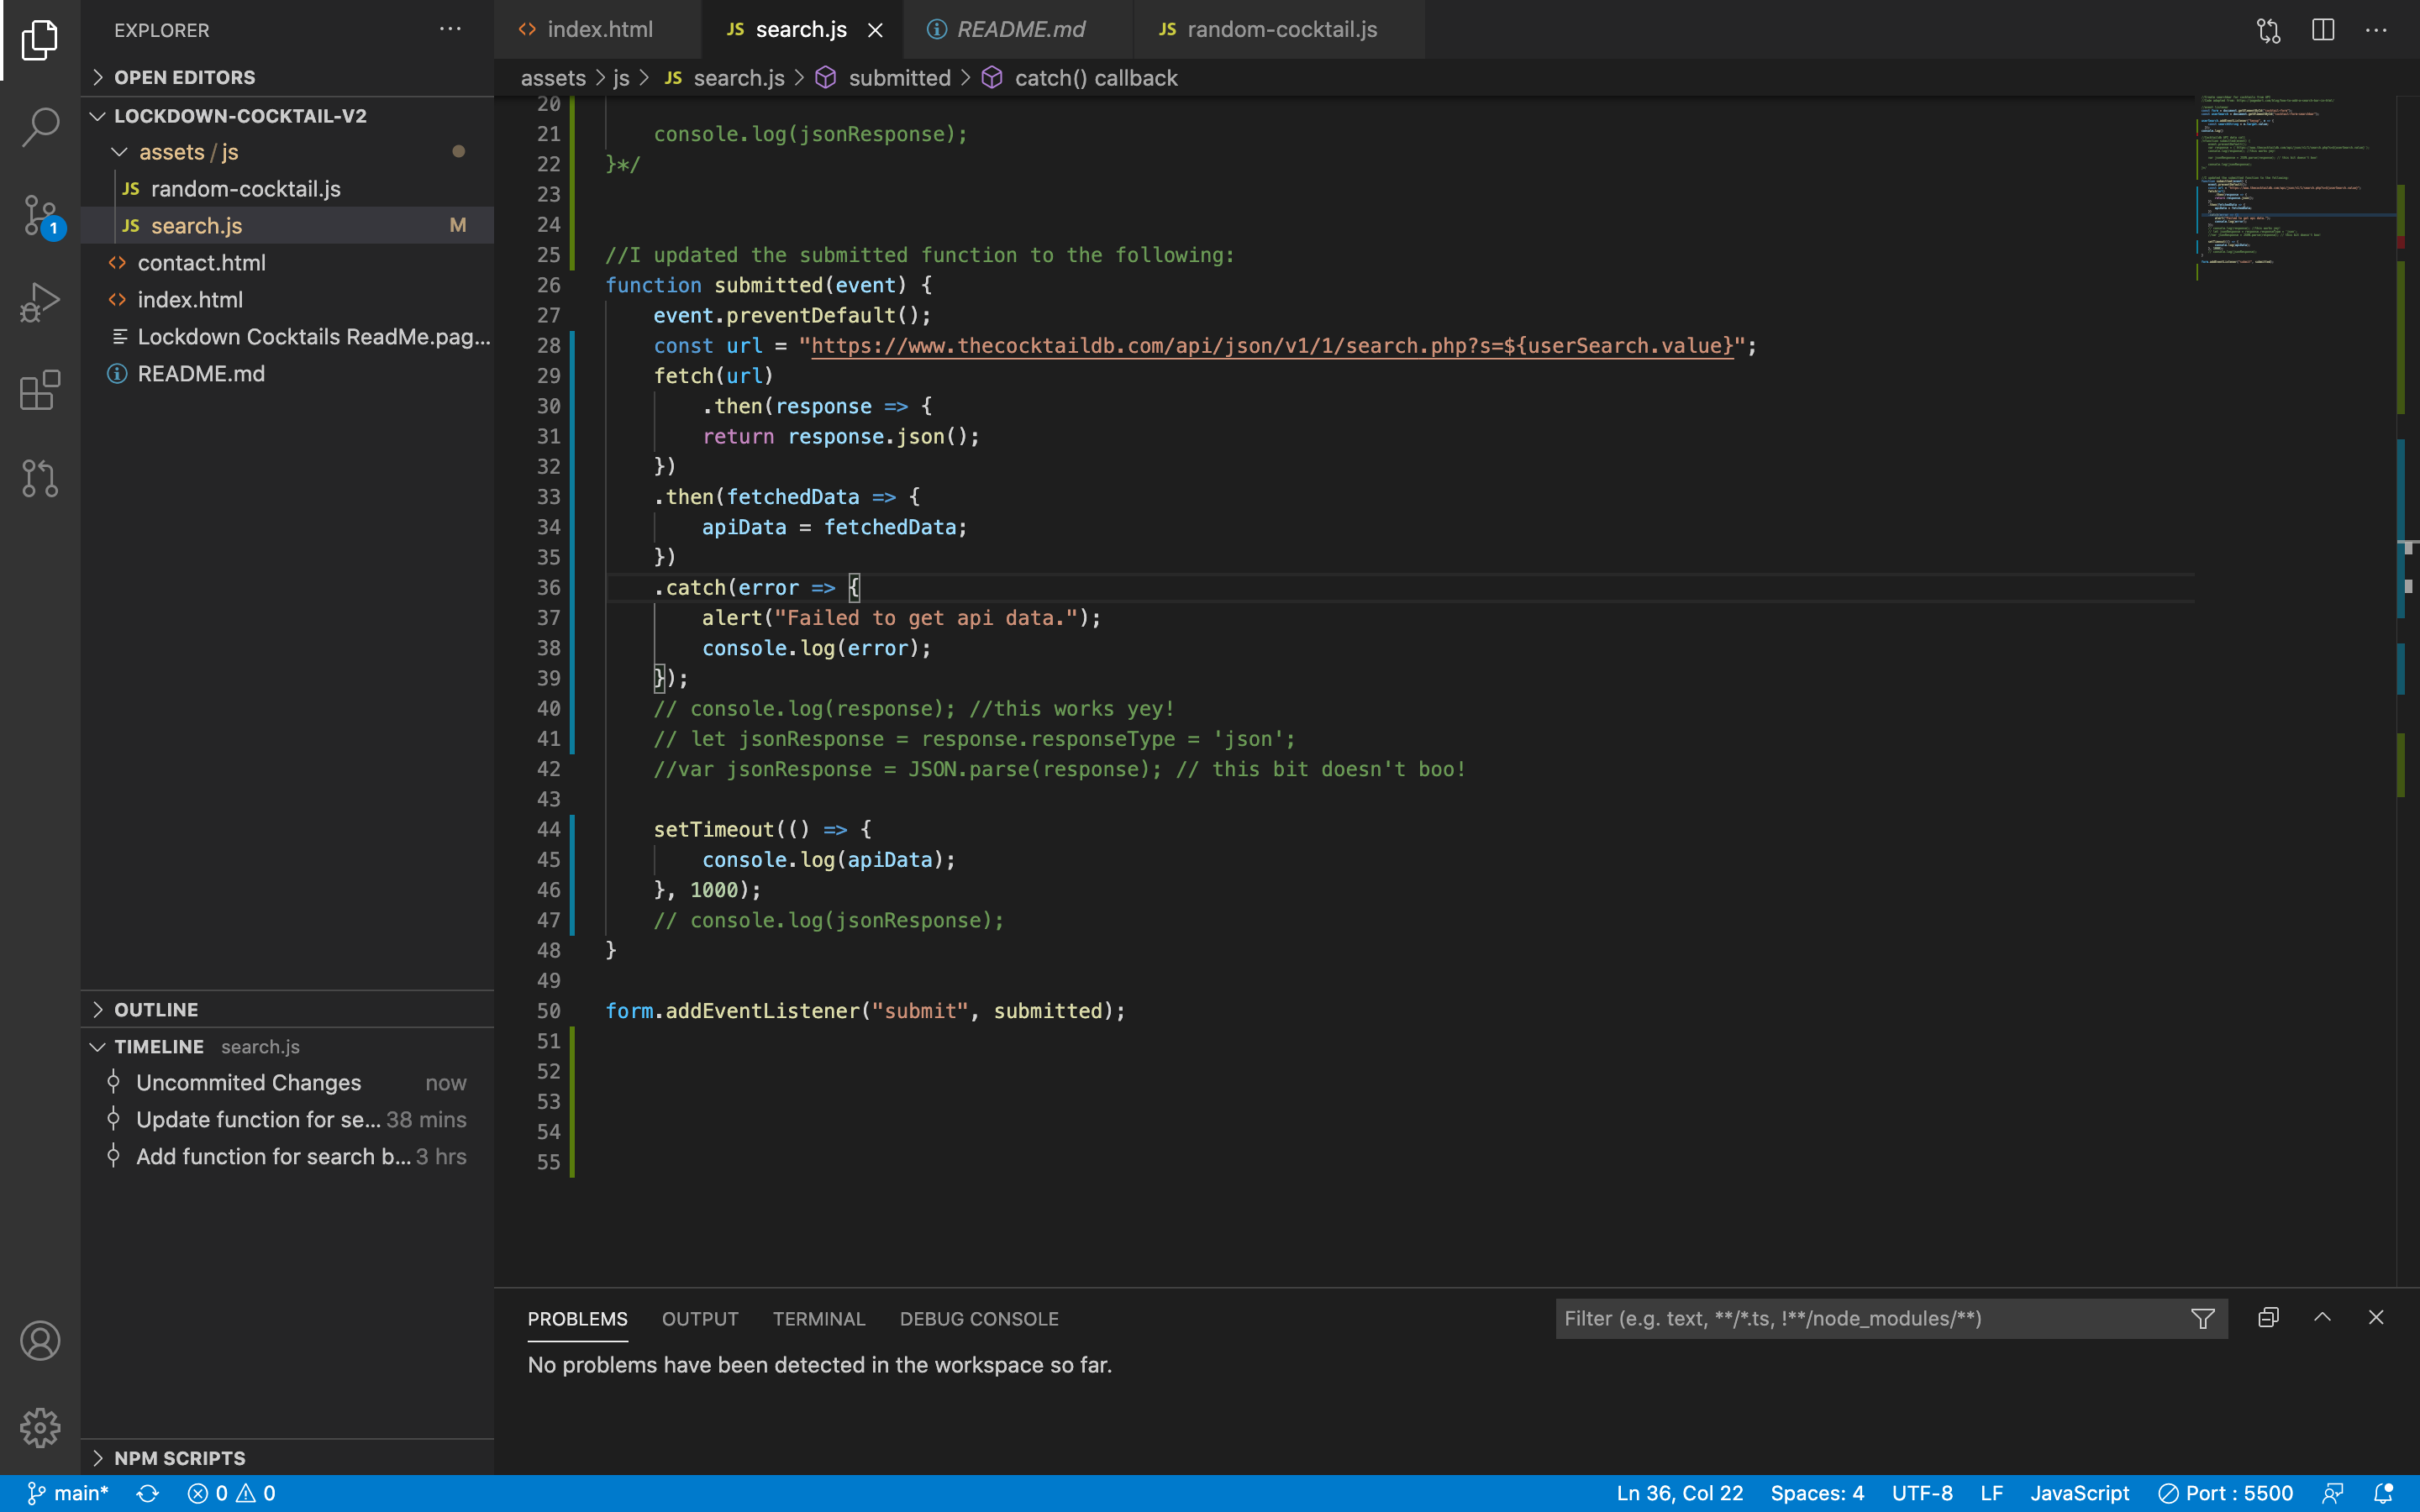 EXPLORER
OPEN EDITORS
LOCKDOWN-COCKTAIL-V2
assets / js
JS random-cocktail.js
JS search.js M
<> contact.html
<> index.html
Lockdown Cocktails ReadMe.pag...
README.md
1
OUTLINE
TIMELINE search.js
Uncommited Changes now
Update function for se... 38 mins
Add function for search b... 3 hrs
NPM SCRIPTS
<> index.html
JS search.js
README.md
JS random-cocktail.js
assets > js > JS search.js > submitted > catch() callback
20
21 console.log(jsonResponse);
22 }*/
23
24
25 //I updated the submitted function to the following:
26 function submitted(event) {
27 event.preventDefault();
28 const url = "https://www.thecocktaildb.com/api/json/v1/1/search.php?s=${userSearch.value}";
29 fetch(url)
30 .then(response => {
31 return response.json();
32 })
33 .then(fetchedData => {
34 apiData = fetchedData;
35 })
36 .catch(error => {
37 alert("Failed to get api data.");
38 console.log(error);
39 });
40 // console.log(response); //this works yey!
41 // let jsonResponse = response.responseType = 'json';
42 //var jsonResponse = JSON.parse(response); // this bit doesn't boo!
43
44 setTimeout(() => {
45 console.log(apiData);
46 }, 1000);
47 // console.log(jsonResponse);
48 }
49
50 form.addEventListener("submit", submitted);
51
52
53
54
55
PROBLEMS OUTPUT TERMINAL DEBUG CONSOLE
Filter (e.g. text, **/*.ts, !**/node_modules/**)
No problems have been detected in the workspace so far.
main* 0 0 Ln 36, Col 22 Spaces: 4 UTF-8 LF JavaScript Port : 5500